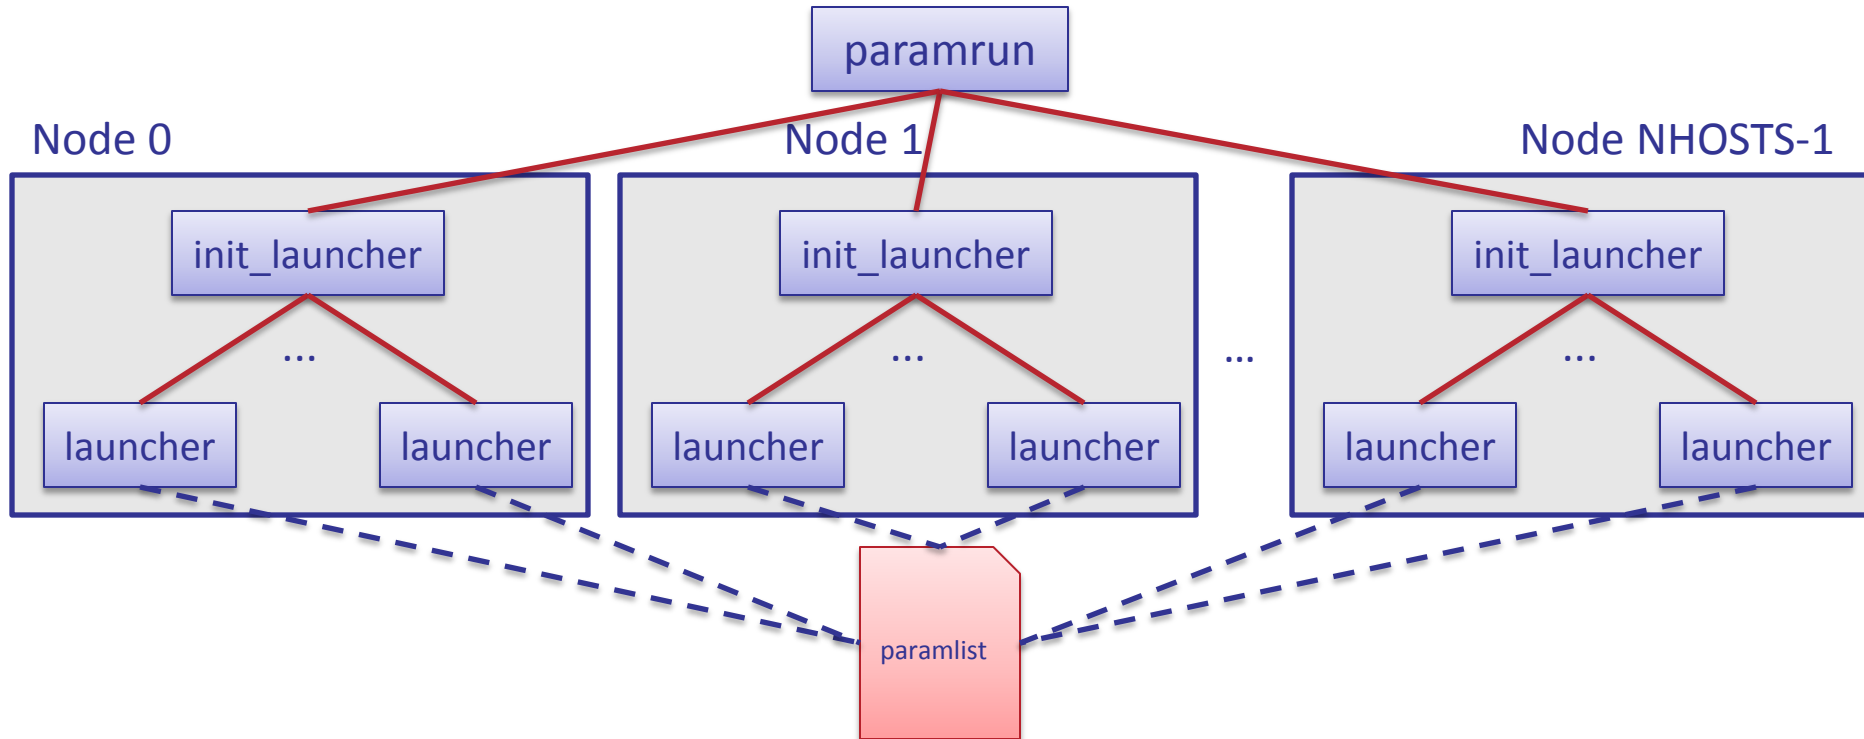 paramrun
Node 0
Node 1
Node NHOSTS-1
init_launcher
init_launcher
init_launcher
...
...
...
...
launcher
launcher
launcher
launcher
launcher
launcher
paramlist